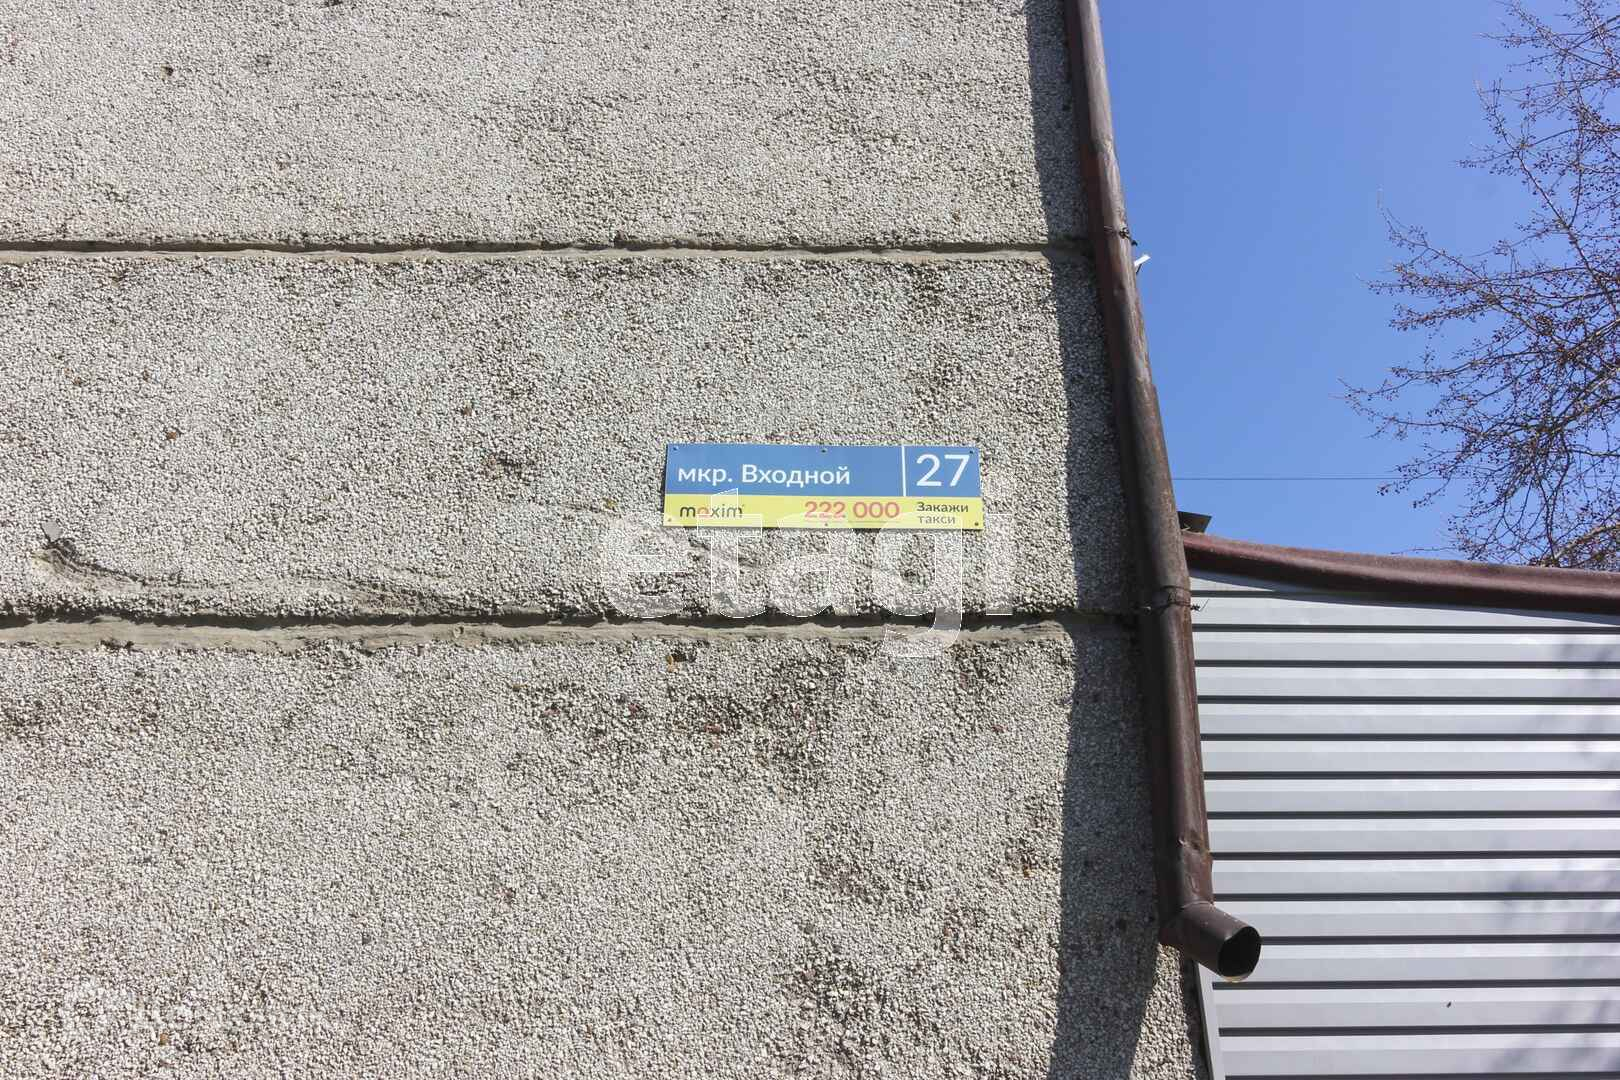 мкр. Входной 27
maxim 222 000 Закажи
такси
etagi